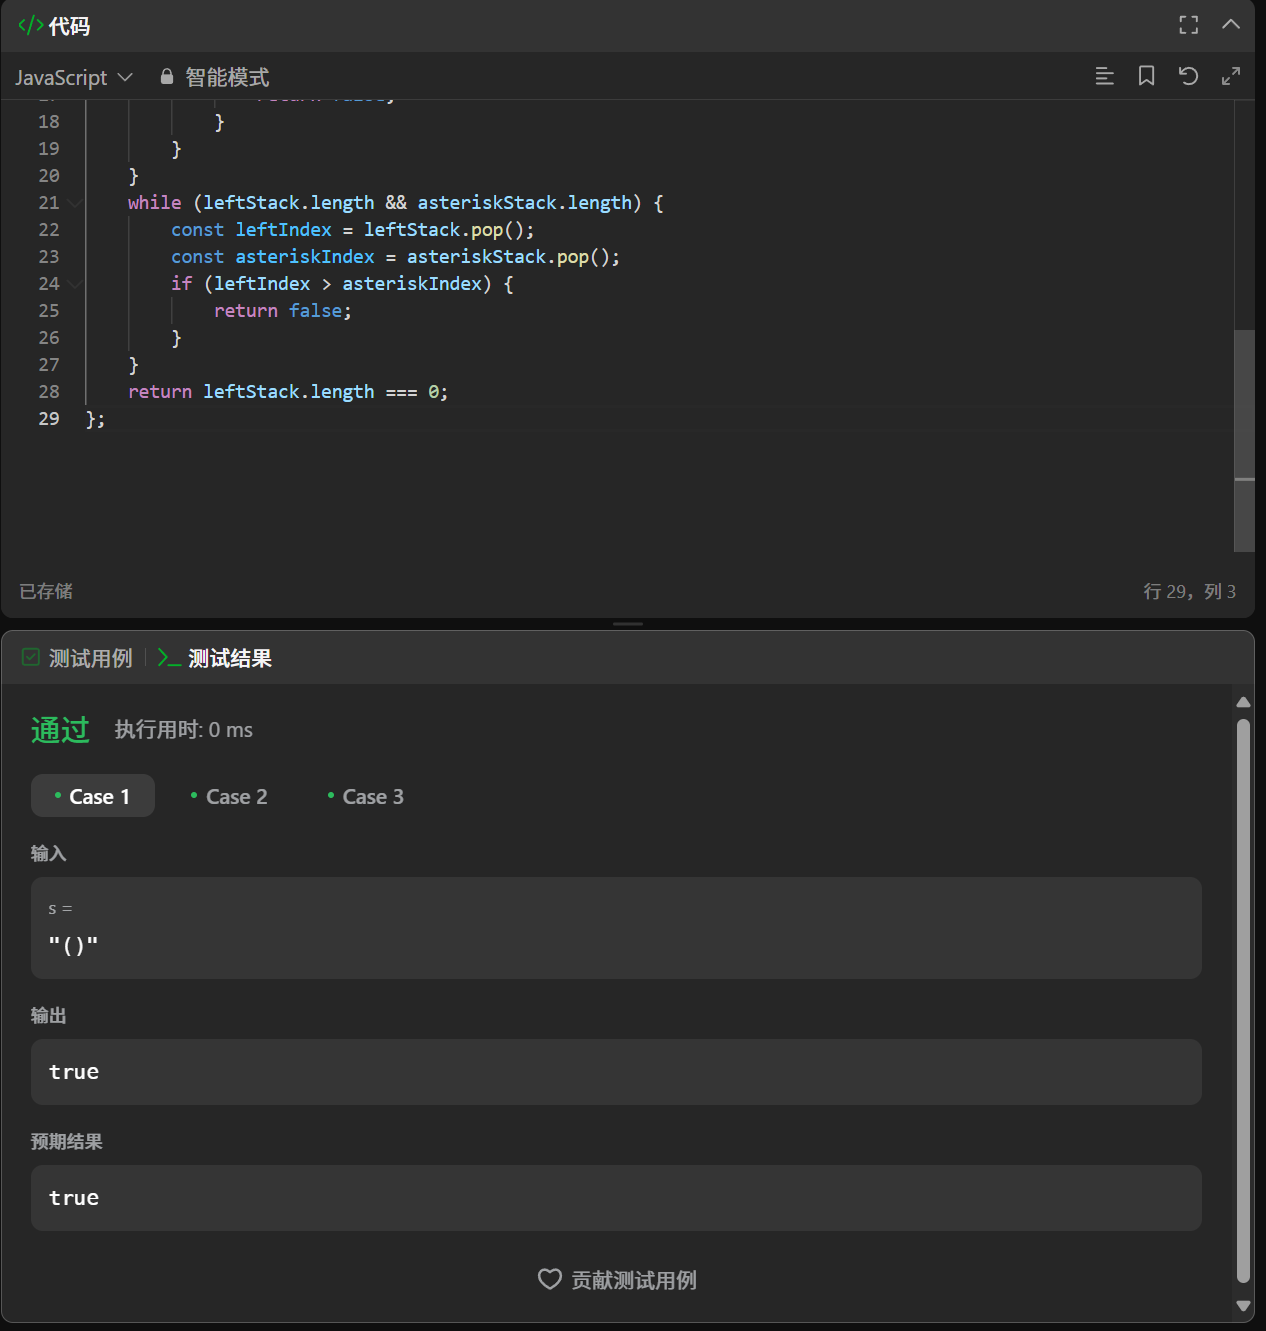 </> 代码
JavaScript 智能模式
18 }
19 }
20 }
21 while (leftStack.length && asteriskStack.length) {
22 const leftIndex = leftStack.pop();
23 const asteriskIndex = asteriskStack.pop();
24 if (leftIndex > asteriskIndex) {
25 return false;
26 }
27 }
28 return leftStack.length === 0;
29 };
已存储 行 29，列 3
测试用例 >_ 测试结果
通过 执行用时: 0 ms
• Case 1 • Case 2 • Case 3
输入
s =
"()"
输出
true
预期结果
true
贡献测试用例